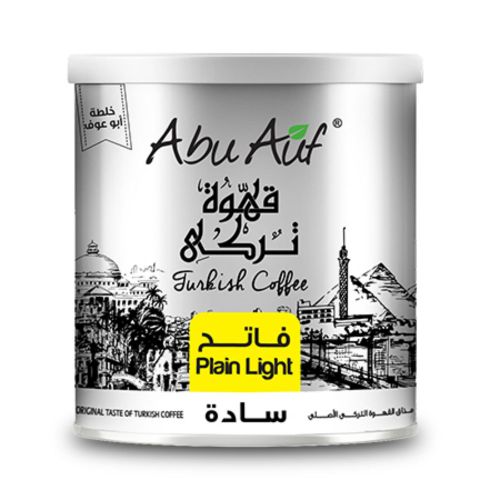 خلطة
أبو عوف
Abu Auf ®
قهوة
تركي
Turkish Coffee
فاتح
Plain Light
سادة
ORIGINAL TASTE OF TURKISH COFFEE
مذاق القهوة التركي الأصلي